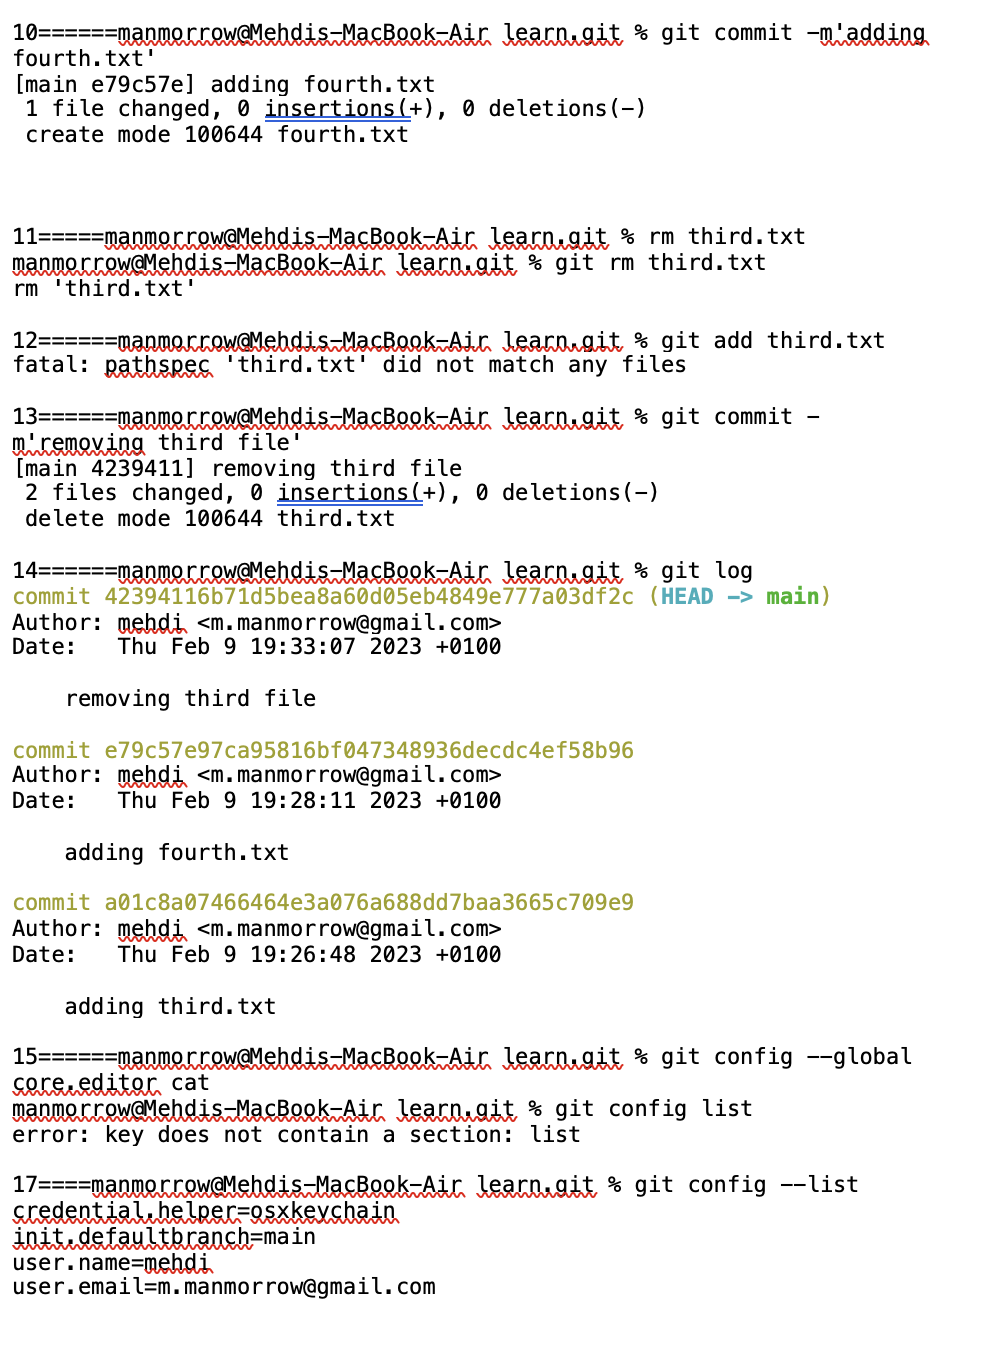 10======manmorrow@Mehdis-MacBook-Air learn.git % git commit -m'adding
fourth.txt'
[main e79c57e] adding fourth.txt
 1 file changed, 0 insertions(+), 0 deletions(-)
 create mode 100644 fourth.txt
11=====manmorrow@Mehdis-MacBook-Air learn.git % rm third.txt
manmorrow@Mehdis-MacBook-Air learn.git % git rm third.txt
rm 'third.txt'
12======manmorrow@Mehdis-MacBook-Air learn.git % git add third.txt
fatal: pathspec 'third.txt' did not match any files
13======manmorrow@Mehdis-MacBook-Air learn.git % git commit -
m'removing third file'
[main 4239411] removing third file
 2 files changed, 0 insertions(+), 0 deletions(-)
 delete mode 100644 third.txt
14======manmorrow@Mehdis-MacBook-Air learn.git % git log
commit 42394116b71d5bea8a60d05eb4849e777a03df2c (HEAD -> main)
Author: mehdi <m.manmorrow@gmail.com>
Date:   Thu Feb 9 19:33:07 2023 +0100
    removing third file
commit e79c57e97ca95816bf047348936decdc4ef58b96
Author: mehdi <m.manmorrow@gmail.com>
Date:   Thu Feb 9 19:28:11 2023 +0100
    adding fourth.txt
commit a01c8a07466464e3a076a688dd7baa3665c709e9
Author: mehdi <m.manmorrow@gmail.com>
Date:   Thu Feb 9 19:26:48 2023 +0100
    adding third.txt
15======manmorrow@Mehdis-MacBook-Air learn.git % git config --global
core.editor cat
manmorrow@Mehdis-MacBook-Air learn.git % git config list
error: key does not contain a section: list
17====manmorrow@Mehdis-MacBook-Air learn.git % git config --list
credential.helper=osxkeychain
init.defaultbranch=main
user.name=mehdi
user.email=m.manmorrow@gmail.com